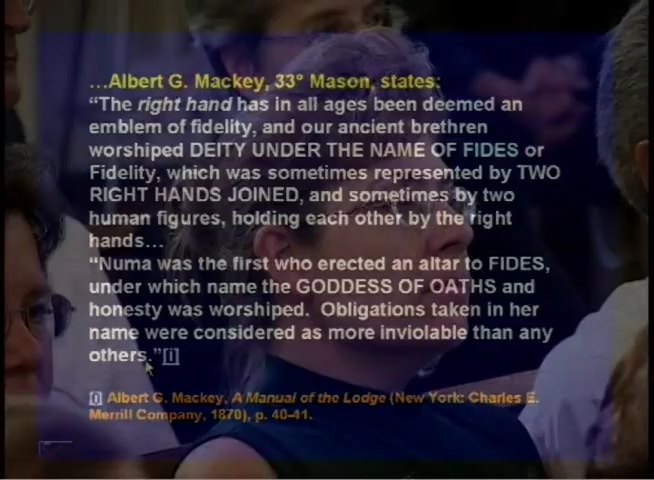 ...Albert G. Mackey, 33° Mason, states:
“The right hand has in all ages been deemed an
emblem of fidelity, and our ancient brethren
worshiped DEITY UNDER THE NAME OF FIDES or
Fidelity, which was sometimes represented by TWO
RIGHT HANDS JOINED, and sometimes by two
human figures, holding each other by the right
hands...
“Numa was the first who erected an altar to FIDES,
under which name the GODDESS OF OATHS and
honesty was worshiped. Obligations taken in her
name were considered as more inviolable than any
others.”[i]
[i] Albert G. Mackey, A Manual of the Lodge (New York: Charles E.
Merrill Company, 1870), p. 40-41.